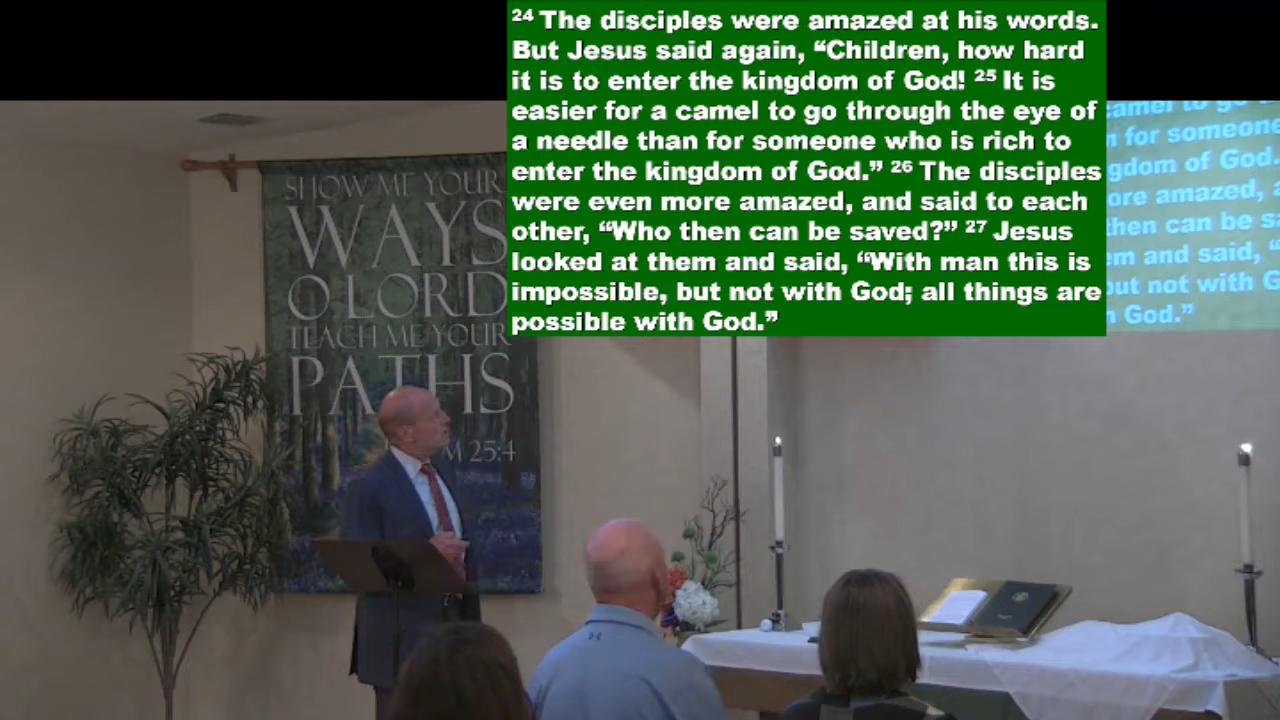 ²⁴ The disciples were amazed at his words.
But Jesus said again, “Children, how hard
it is to enter the kingdom of God! ²⁵ It is
easier for a camel to go through the eye of
a needle than for someone who is rich to
enter the kingdom of God.” ²⁶ The disciples
were even more amazed, and said to each
other, “Who then can be saved?” ²⁷ Jesus
looked at them and said, “With man this is
impossible, but not with God; all things are
possible with God.”
camel to go
for someone
gdom of God.
ore amazed,
then can be
em and said, “
but not with G
God.”
SHOW ME YOUR
WAYS
O LORD
TEACH ME YOUR
PATHS
M 25:4